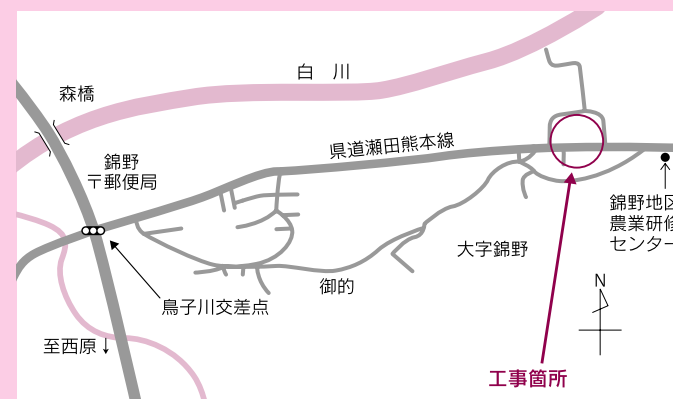 白川
森橋
錦野
〒郵便局
県道瀬田熊本線
錦野地区
農業研修
センター
大字錦野
鳥子川交差点
御的
N
至西原↓
工事箇所